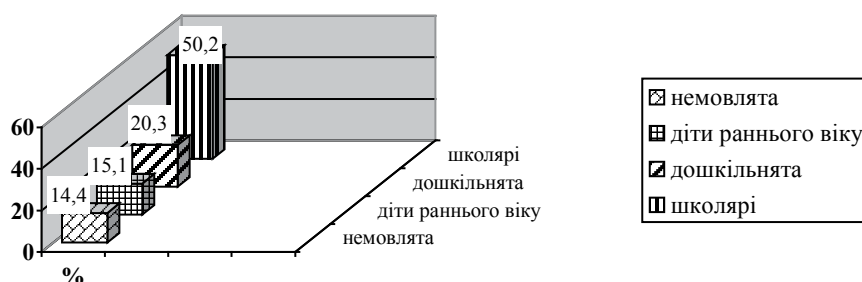 50,2
20,3
15,1
14,4
60
40
20
0
%
школярі
дошкільнята
діти раннього віку
немовлята
немовлята
діти раннього віку
дошкільнята
школярі